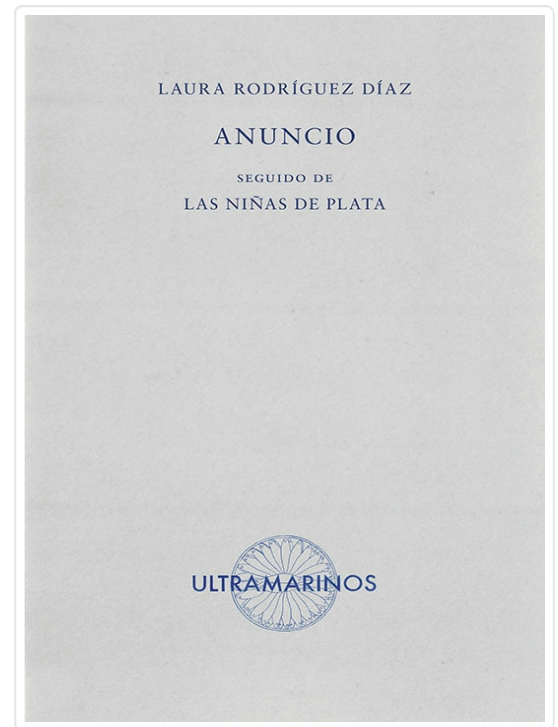 LAURA RODRÍGUEZ DÍAZ
ANUNCIO
SEGUIDO DE
LAS NIÑAS DE PLATA
ULTRAMARINOS